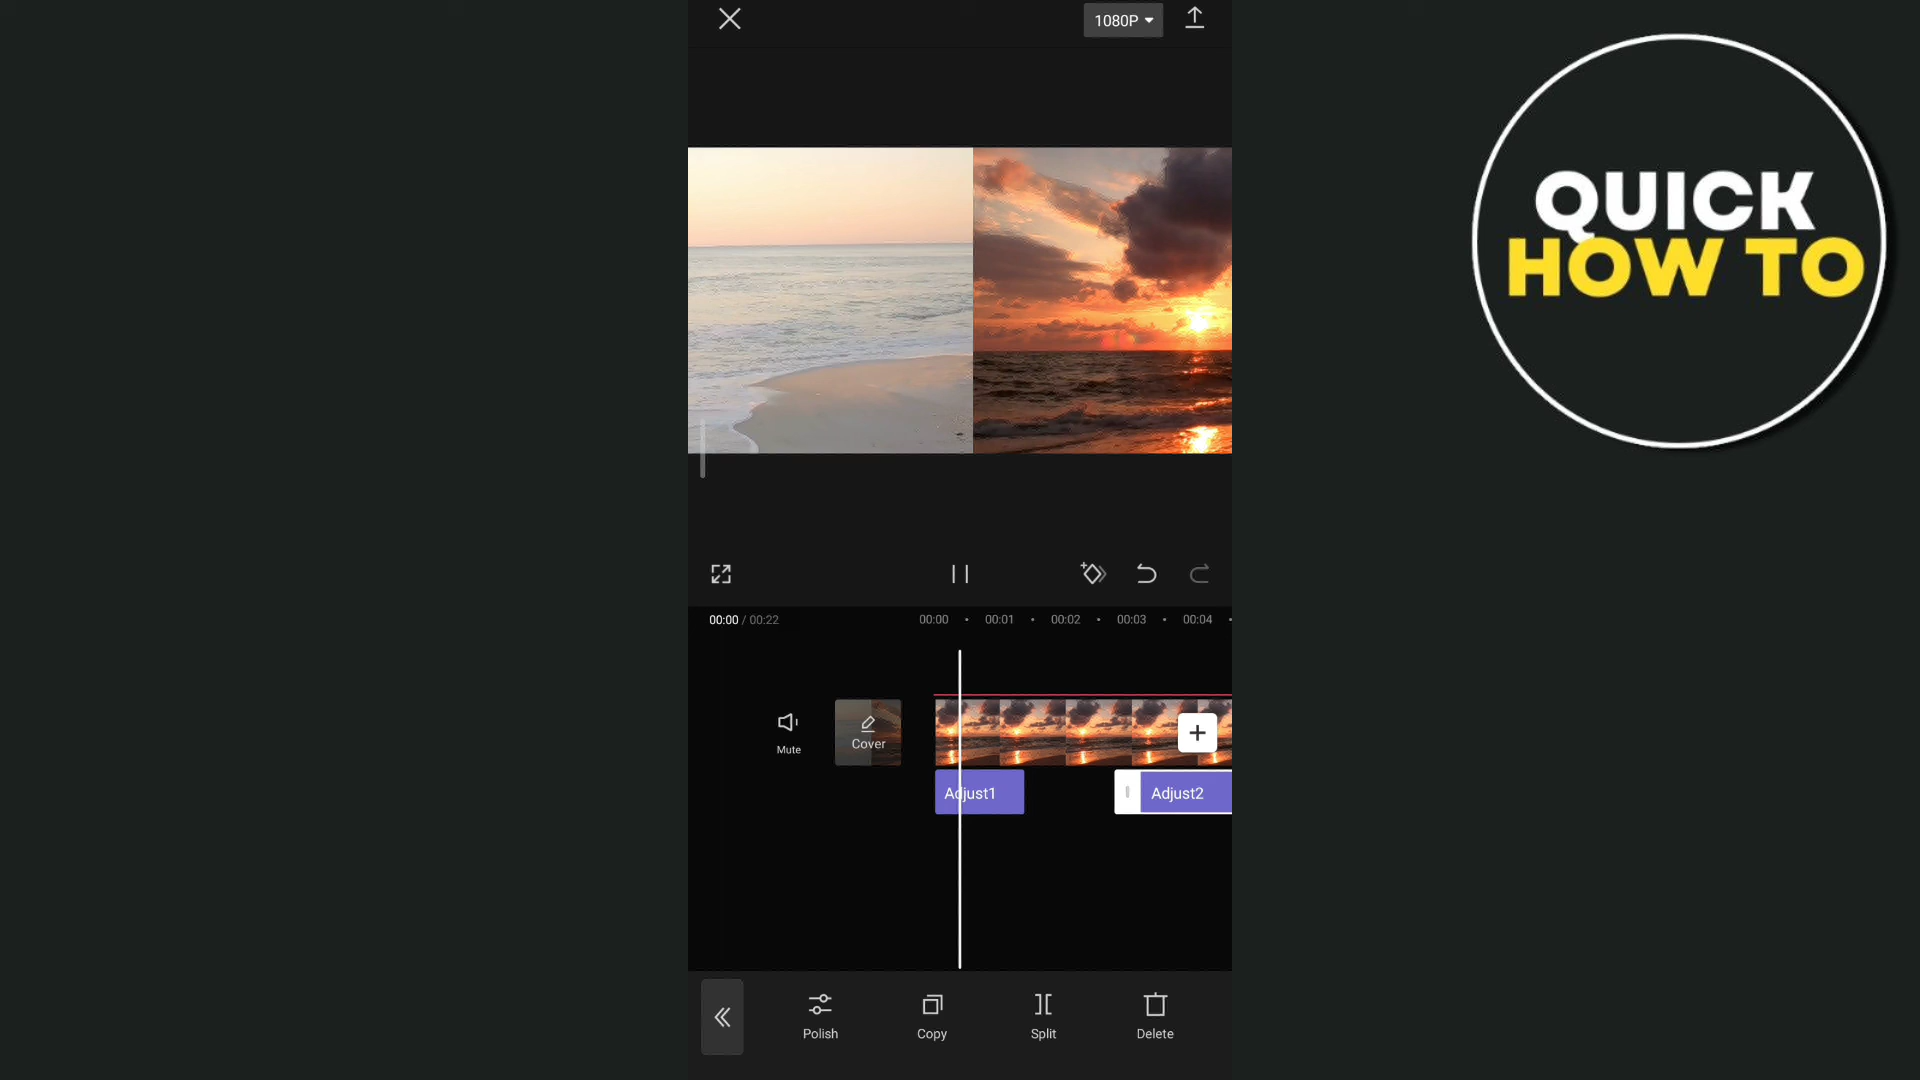 1080P
QUICK
HOW TO
00:00 / 00:22
00:00
00:01
00:02
00:03
00:04
Mute
Cover
Adjust1
Adjust2
Polish
Copy
Split
Delete